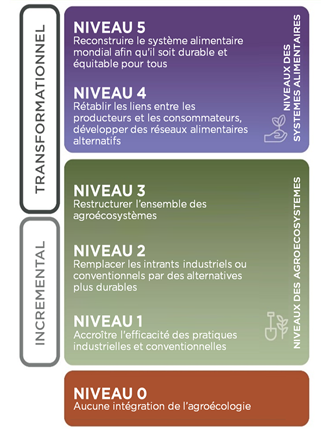 TRANSFORMATIONNEL
INCREMENTAL
NIVEAU 5
Reconstruire le système alimentaire
mondial afin qu'il soit durable et
équitable pour tous
NIVEAU 4
Rétablir les liens entre les
producteurs et les consommateurs,
développer des réseaux alimentaires
alternatifs
NIVEAUX DES
SYSTEMES ALIMENTAIRES
NIVEAU 3
Restructurer l'ensemble des
agroécosystèmes
NIVEAU 2
Remplacer les intrants industriels ou
conventionnels par des alternatives
plus durables
NIVEAU 1
Accroître l'efficacité des pratiques
industrielles et conventionnelles
NIVEAUX DES AGROECOSYSTEMES
NIVEAU 0
Aucune intégration de l'agroécologie